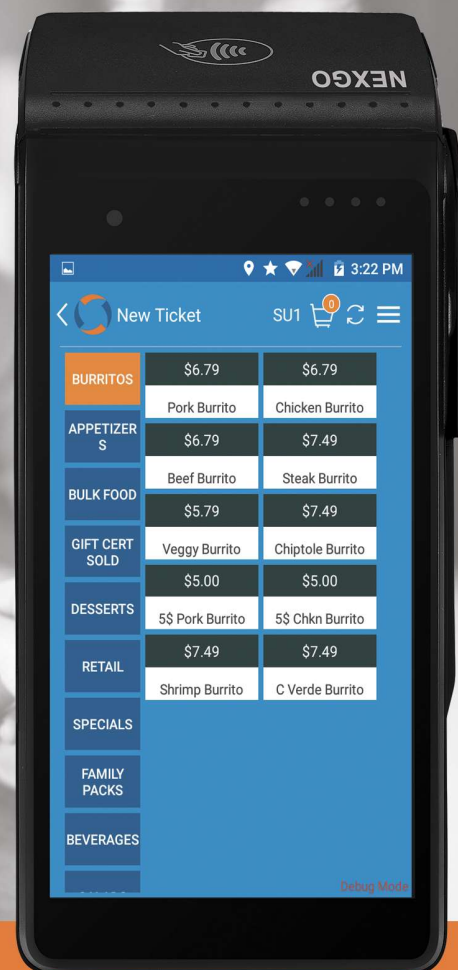 NEXGO
3:22 PM
New Ticket
SU1
0
BURRITOS
APPETIZER
S
BULK FOOD
GIFT CERT
SOLD
DESSERTS
RETAIL
SPECIALS
FAMILY
PACKS
BEVERAGES
$6.79
$6.79
Pork Burrito
Chicken Burrito
$6.79
$7.49
Beef Burrito
Steak Burrito
$5.79
$7.49
Veggy Burrito
Chiptole Burrito
$5.00
$5.00
5$ Pork Burrito
5$ Chkn Burrito
$7.49
$7.49
Shrimp Burrito
C Verde Burrito
Debug Mode